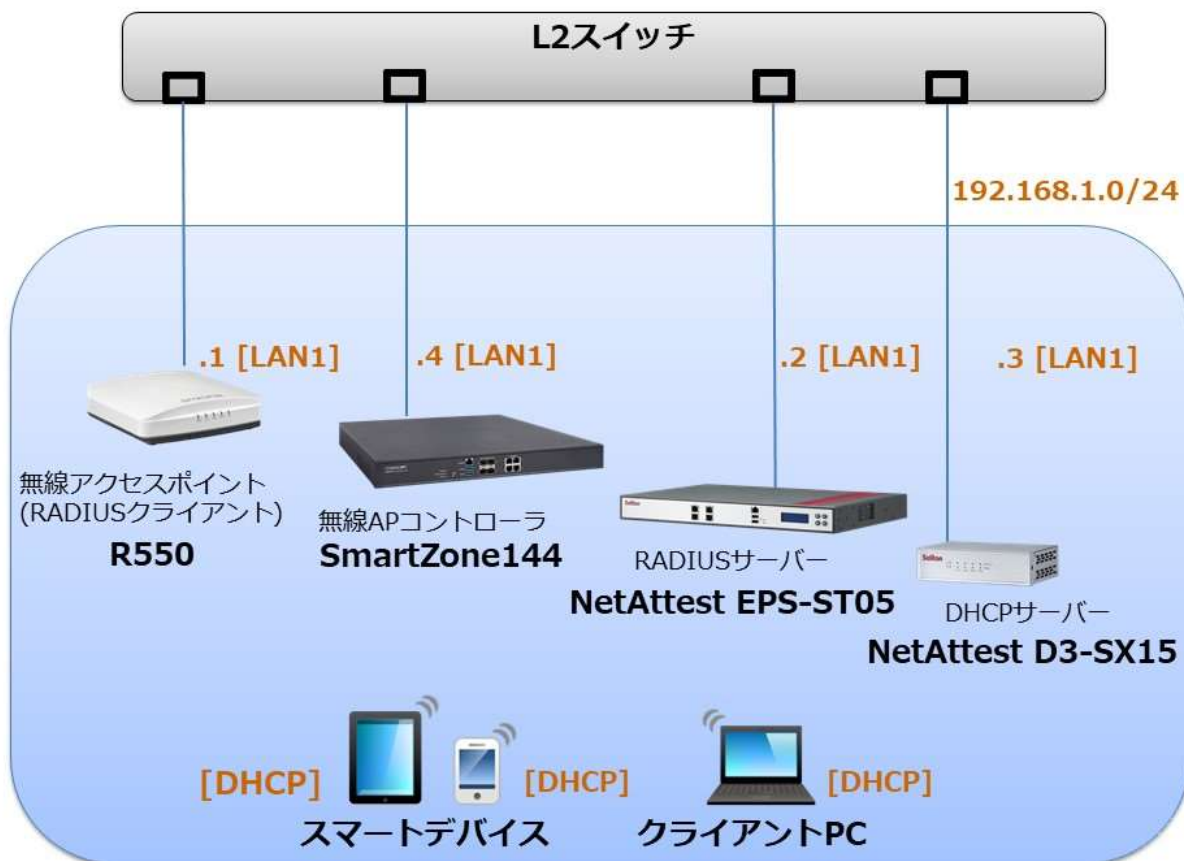 L2スイッチ
192.168.1.0/24
.1 [LAN1]
.4 [LAN1]
.2 [LAN1]
.3 [LAN1]
無線アクセスポイント
(RADIUSクライアント)
R550
無線APコントローラ
SmartZone144
RADIUSサーバー
NetAttest EPS-ST05
DHCPサーバー
NetAttest D3-SX15
[DHCP]
[DHCP]
[DHCP]
スマートデバイス
クライアントPC